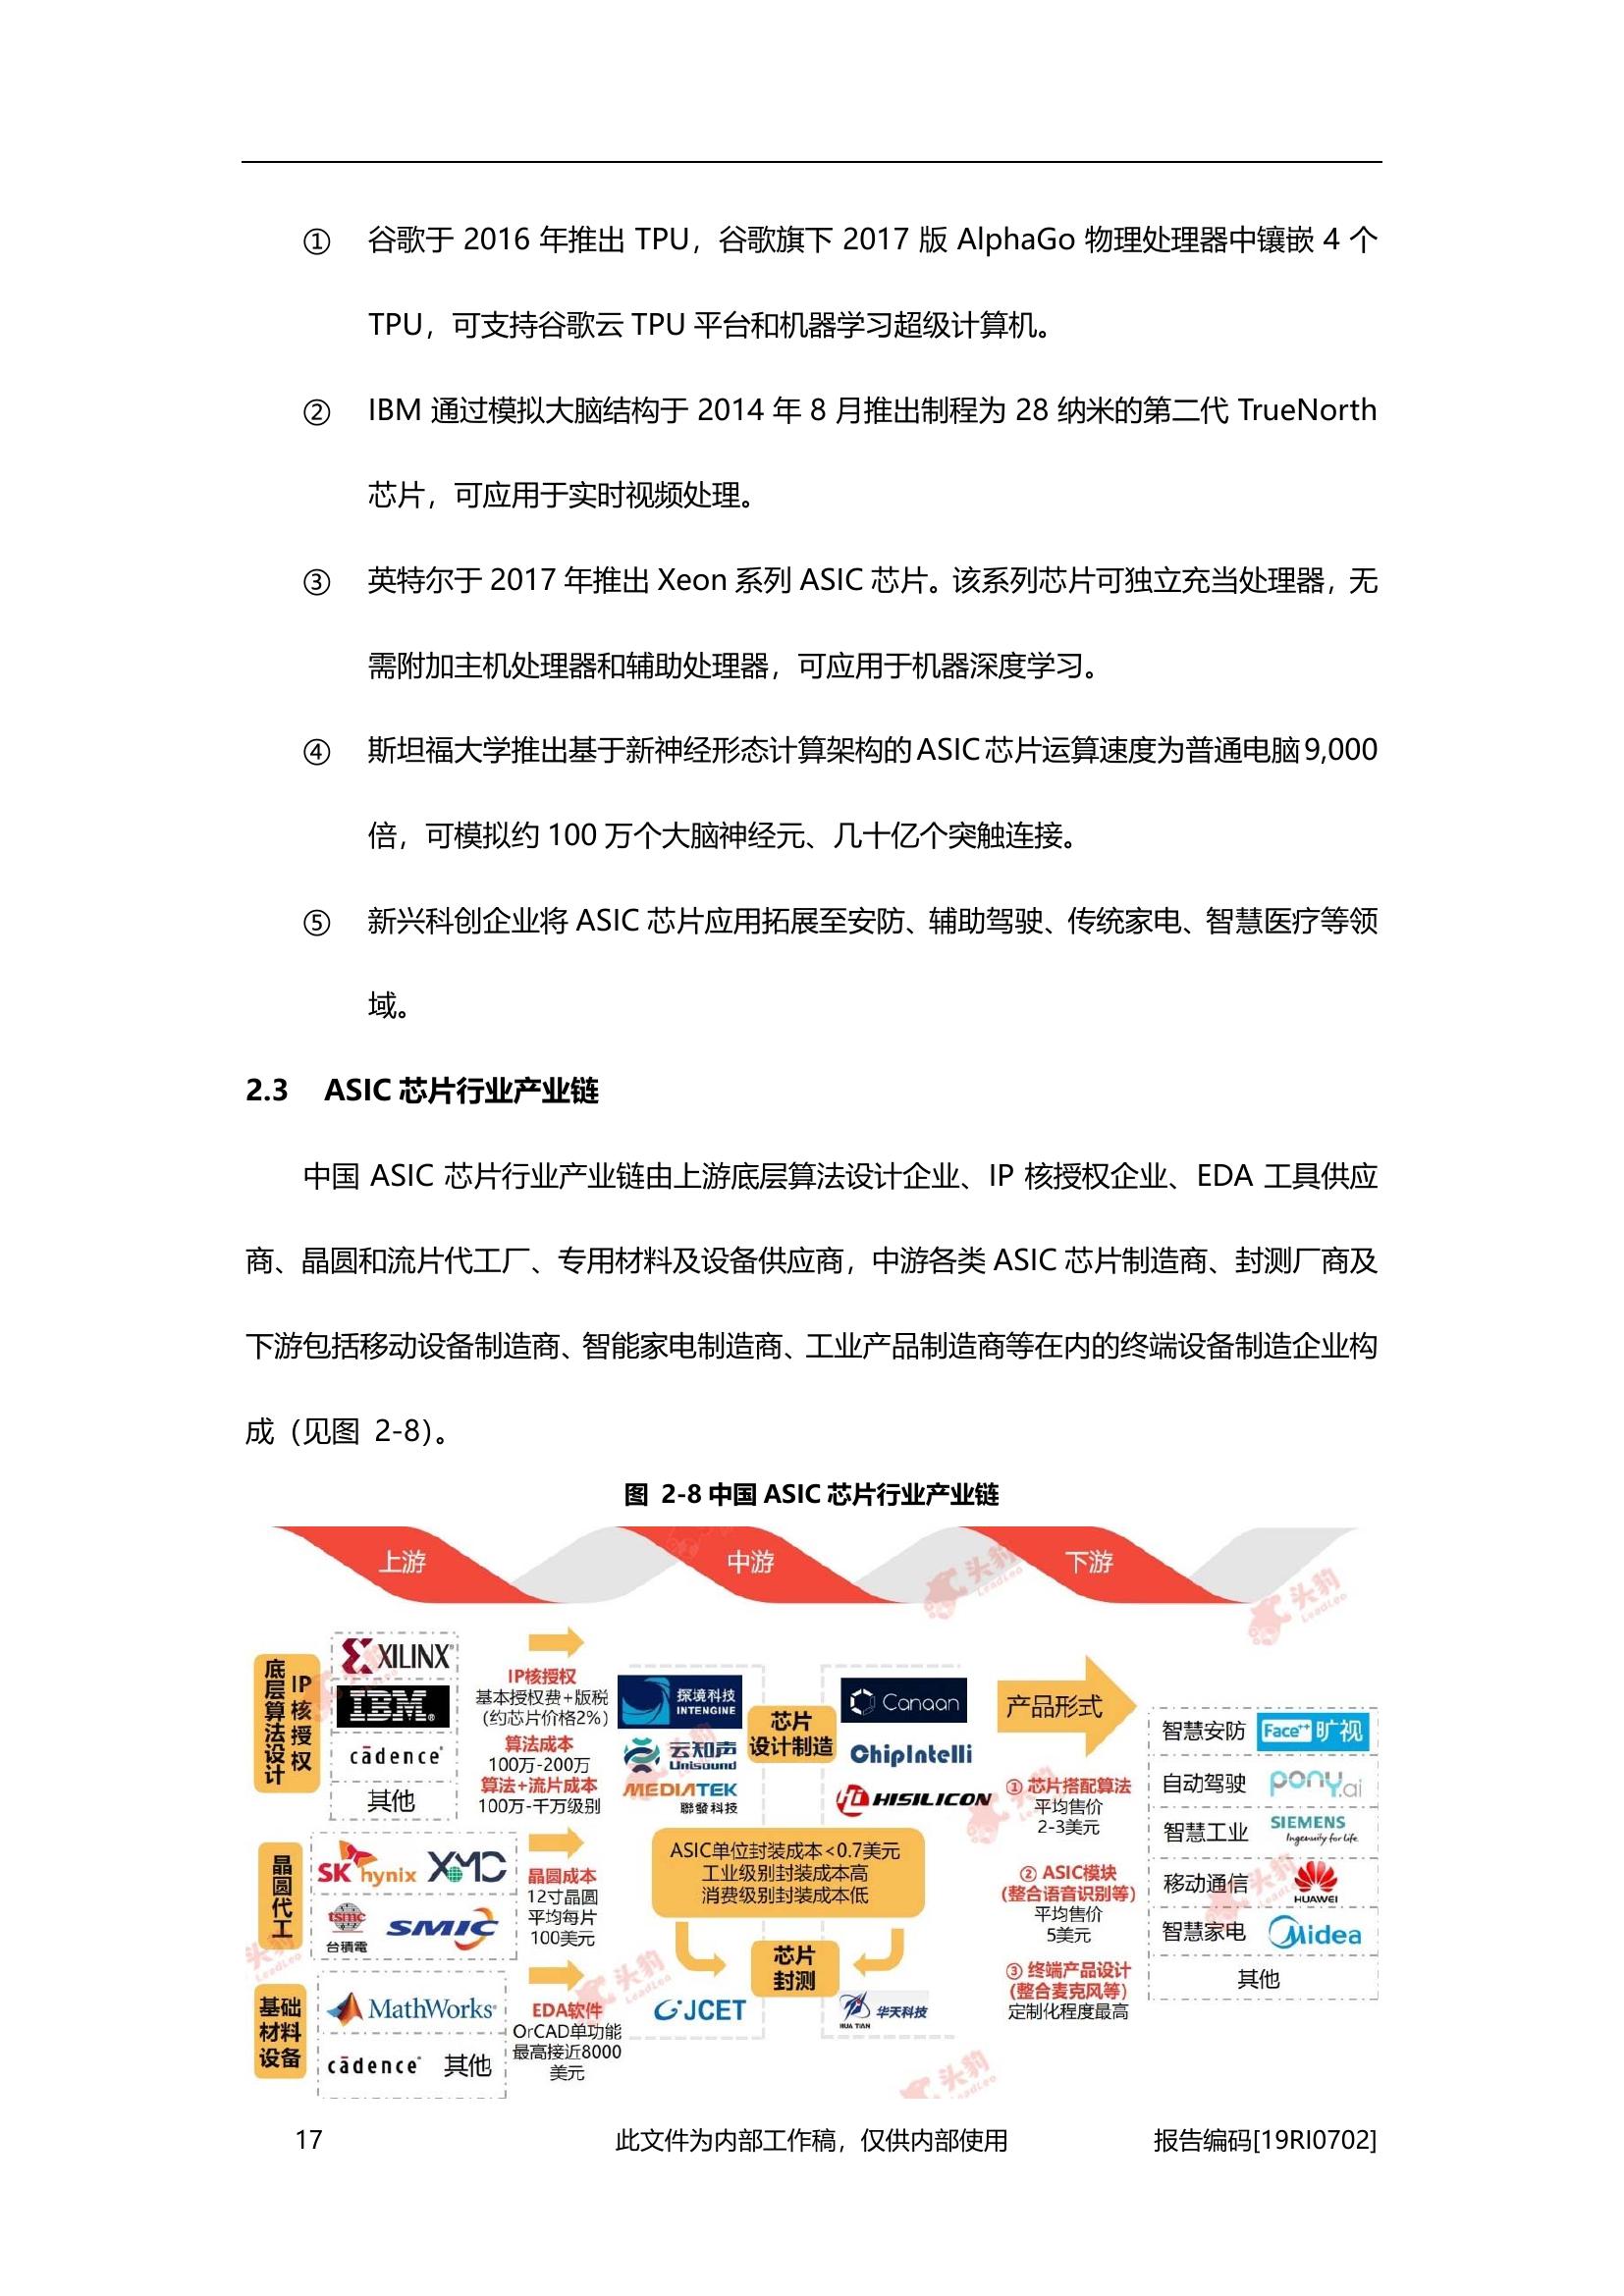 ① 谷歌于 2016 年推出 TPU，谷歌旗下 2017 版 AlphaGo 物理处理器中镶嵌 4 个
TPU，可支持谷歌云 TPU 平台和机器学习超级计算机。
② IBM 通过模拟大脑结构于 2014 年 8 月推出制程为 28 纳米的第二代 TrueNorth
芯片，可应用于实时视频处理。
③ 英特尔于 2017 年推出 Xeon 系列 ASIC 芯片。该系列芯片可独立充当处理器，无
需附加主机处理器和辅助处理器，可应用于机器深度学习。
④ 斯坦福大学推出基于新神经形态计算架构的 ASIC 芯片运算速度为普通电脑 9,000
倍，可模拟约 100 万个大脑神经元、几十亿个突触连接。
⑤ 新兴科创企业将 ASIC 芯片应用拓展至安防、辅助驾驶、传统家电、智慧医疗等领
域。
2.3 ASIC 芯片行业产业链
中国 ASIC 芯片行业产业链由上游底层算法设计企业、IP 核授权企业、EDA 工具供应
商、晶圆和流片代工厂、专用材料及设备供应商，中游各类 ASIC 芯片制造商、封测厂商及
下游包括移动设备制造商、智能家电制造商、工业产品制造商等在内的终端设备制造企业构
成（见图 2-8）。
图 2-8 中国 ASIC 芯片行业产业链
上游
中游
下游
底层算法设计
IP核授权
XILINX
IBM
cādence
其他
IP核授权
基本授权费+版税
(约芯片价格2%)
算法成本
100万-200万
算法+流片成本
100万-千万级别
探境科技
INTENGINE
云知声
Unisound
MEDIATEK
聯發科技
芯片
设计制造
Canaan
ChipIntelli
HISILICON
产品形式
① 芯片搭配算法
平均售价
2-3美元
② ASIC模块
(整合语音识别等)
平均售价
5美元
③ 终端产品设计
(整合麦克风等)
定制化程度最高
智慧安防 Face++ 旷视
自动驾驶 pony.ai
智慧工业 SIEMENS
Ingenuity for life
移动通信 HUAWEI
智慧家电 Midea
其他
晶圆代工
SK hynix XMC
tsmc
台積電
SMIC
晶圆成本
12寸晶圆
平均每片
100美元
ASIC单位封装成本<0.7美元
工业级别封装成本高
消费级别封装成本低
芯片
封测
JCET
华天科技
HUA TIAN
基础
材料
设备
MathWorks
cādence 其他
EDA软件
OrCAD单功能
最高接近8000
美元
头豹
LeadLeo
17 此文件为内部工作稿，仅供内部使用 报告编码[19RI0702]